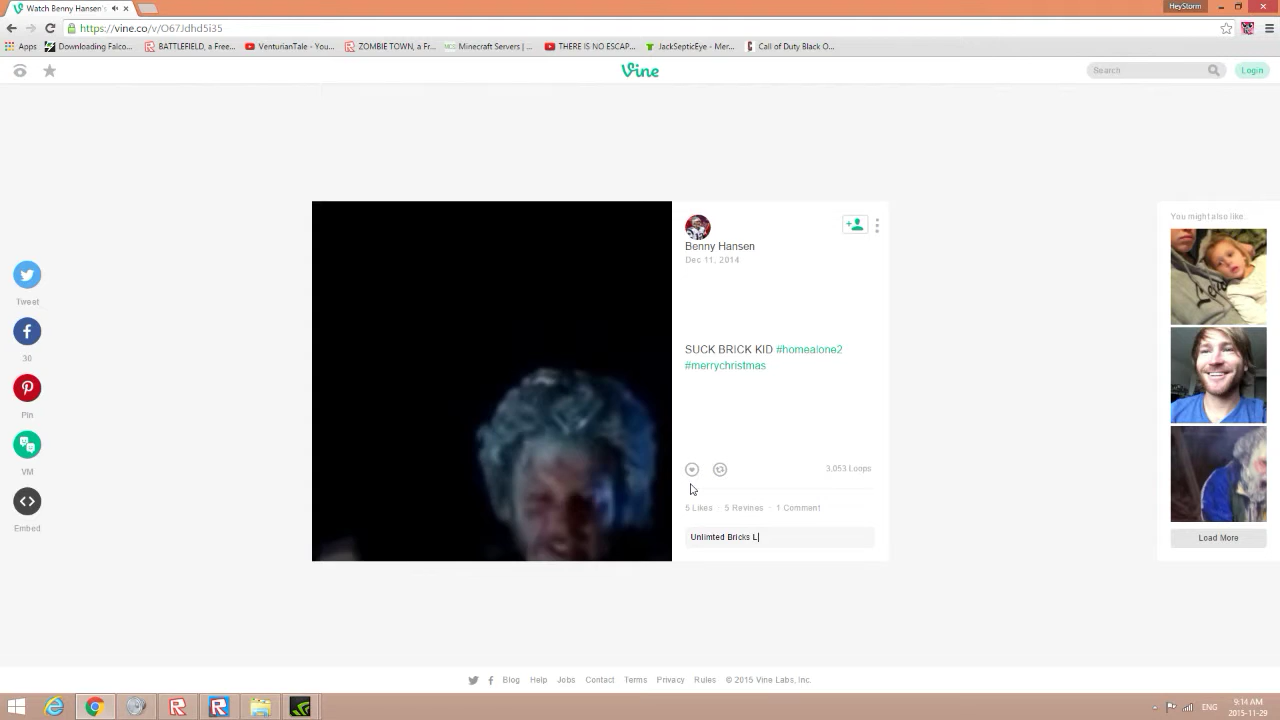 Watch Benny Hansen's
HeyStorm
https://vine.co/v/O67Jdhd5i35
Apps
Downloading Falco...
BATTLEFIELD, a Free...
VenturianTale - You...
ZOMBIE TOWN, a Fr...
Minecraft Servers | ...
THERE IS NO ESCAP...
JackSepticEye - Mer...
Call of Duty Black O...
Vine
Search
Login
You might also like..
Benny Hansen
Dec 11, 2014
Tweet
30
SUCK BRICK KID #homealone2
#merrychristmas
Pin
VM
3,053 Loops
5 Likes · 5 Revines · 1 Comment
Embed
Unlimted Bricks L
Load More
Blog
Help
Jobs
Contact
Terms
Privacy
Rules
© 2015 Vine Labs, Inc.
ENG
9:14 AM
2015-11-29